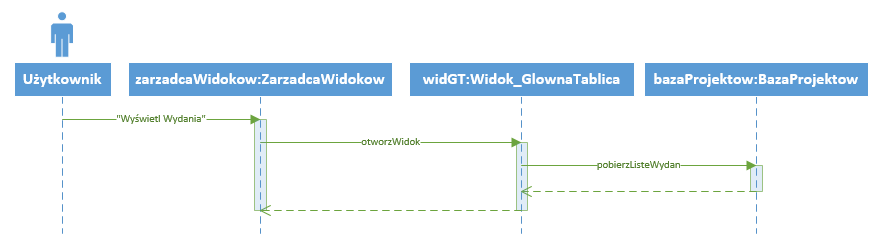 Użytkownik
zarzadcaWidokow:ZarzadcaWidokow
widGT:Widok_GlownaTablica
bazaProjektow:BazaProjektow
"Wyświetl Wydania"
otworzWidok
pobierzListeWydan